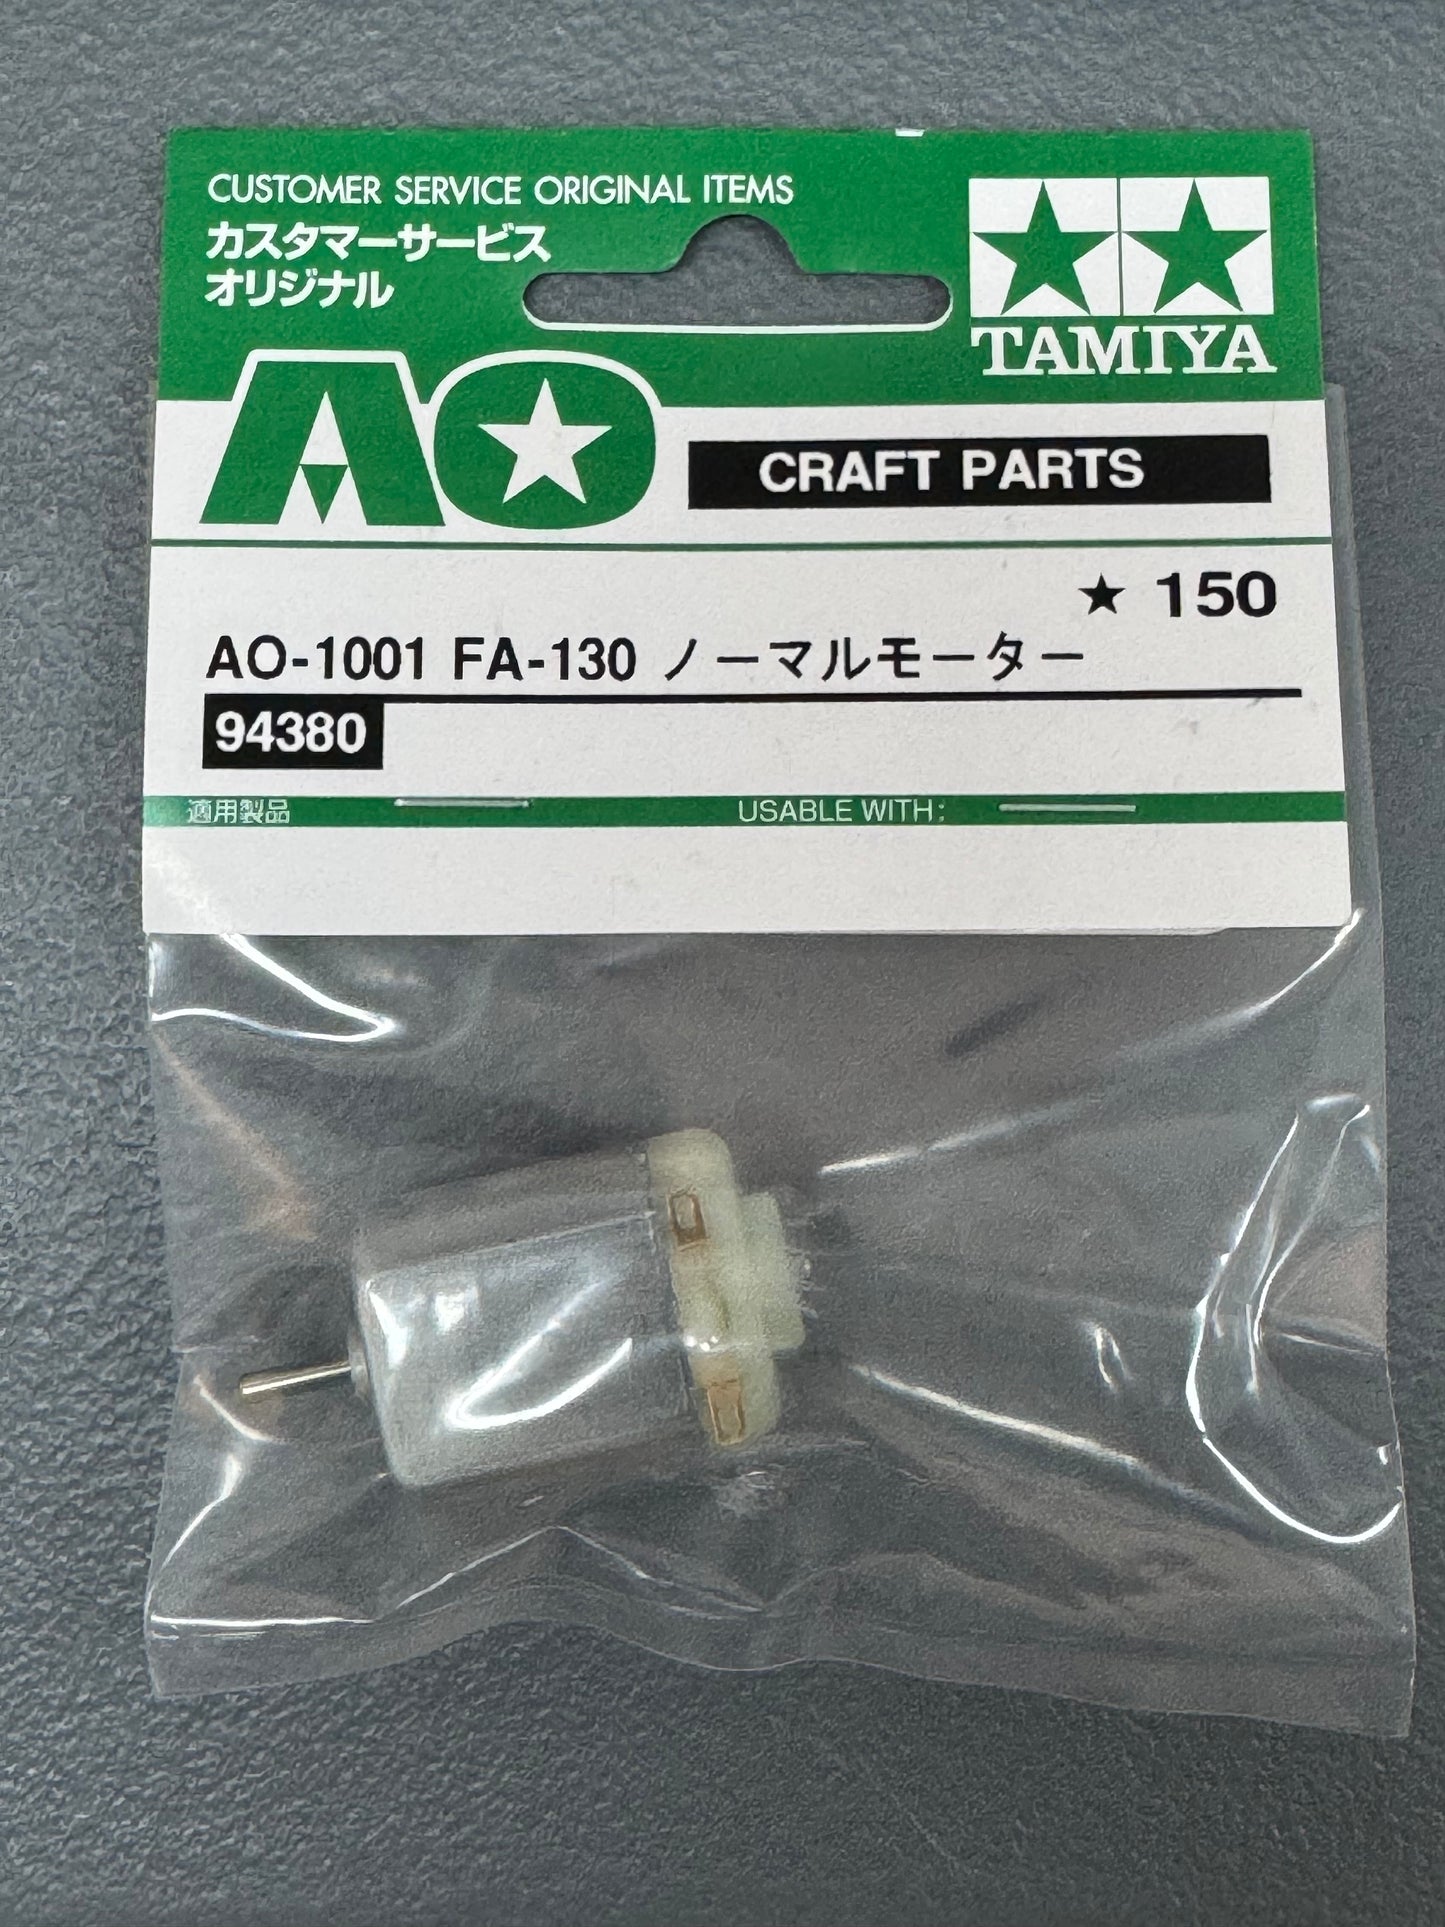 CUSTOMER SERVICE ORIGINAL ITEMS
カスタマーサービス
オリジナル
TAMIYA
AO
CRAFT PARTS
★ 150
AO-1001 FA-130 ノーマルモーター
94380
適用製品 USABLE WITH: